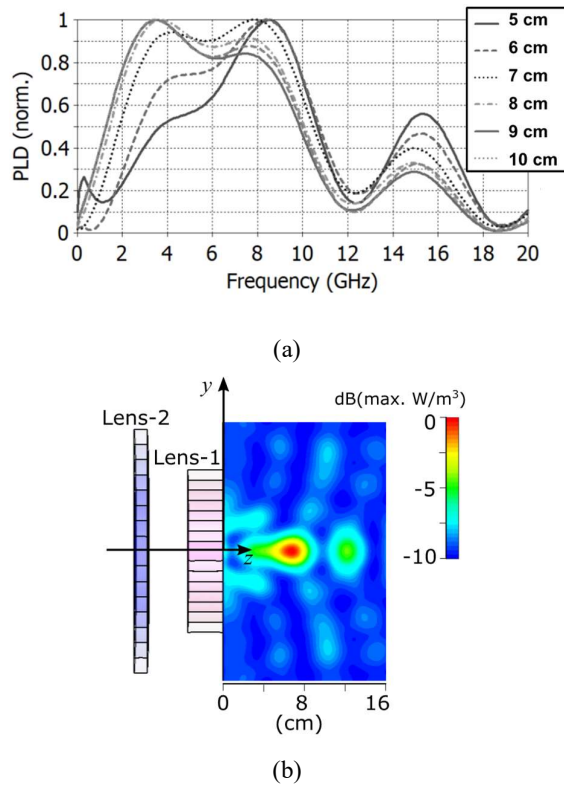 1
0.8
0.6
0.4
0.2
0
PLD (norm.)
0 2 4 6 8 10 12 14 16 18 20
Frequency (GHz)
5 cm
6 cm
7 cm
8 cm
9 cm
10 cm
(a)
y
dB(max. W/m³)
Lens-2
Lens-1
0
-5
-10
z
0 8 16
(cm)
(b)